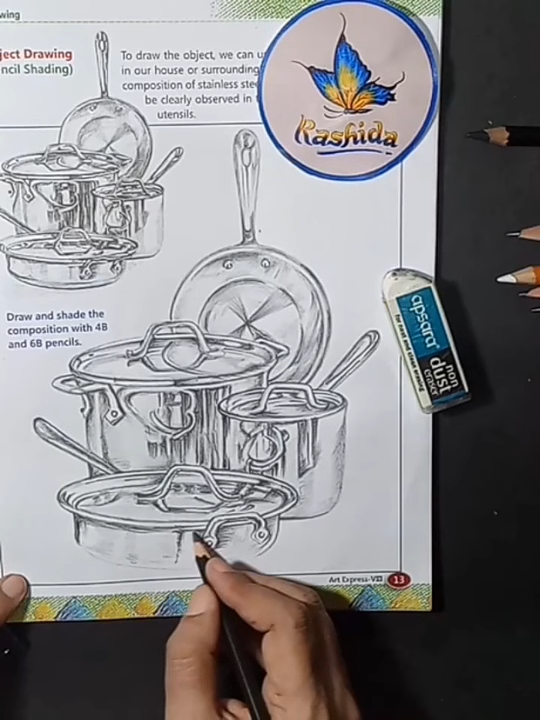 wing
ject Drawing
ncil Shading)
To draw the object, we can u
in our house or surrounding
composition of stainless stee
be clearly observed in
utensils.
Rashida
Draw and shade the
composition with 4B
and 6B pencils.
apsara
non
dust
eraser
Art Express-VIII 13